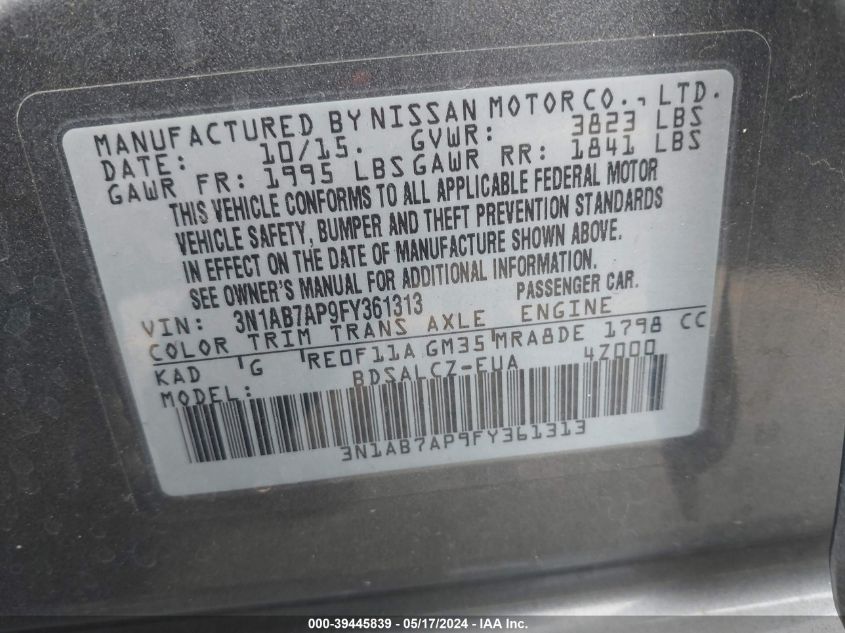 MANUFACTURED BY NISSAN MOTOR CO., LTD.
DATE: 10/15. GVWR: 3823 LBS
GAWR FR: 1995 LBS GAWR RR: 1841 LBS
THIS VEHICLE CONFORMS TO ALL APPLICABLE FEDERAL MOTOR
VEHICLE SAFETY, BUMPER AND THEFT PREVENTION STANDARDS
IN EFFECT ON THE DATE OF MANUFACTURE SHOWN ABOVE.
SEE OWNER'S MANUAL FOR ADDITIONAL INFORMATION.
VIN: 3N1AB7AP9FY361313 PASSENGER CAR.
COLOR TRIM TRANS AXLE ENGINE
KAD G RE0F11A GM35 MRA8DE 1798 CC
MODEL: BDSALCZ-EUA 4Z000
3N1AB7AP9FY361313
000-39445839 - 05/17/2024 - IAA Inc.